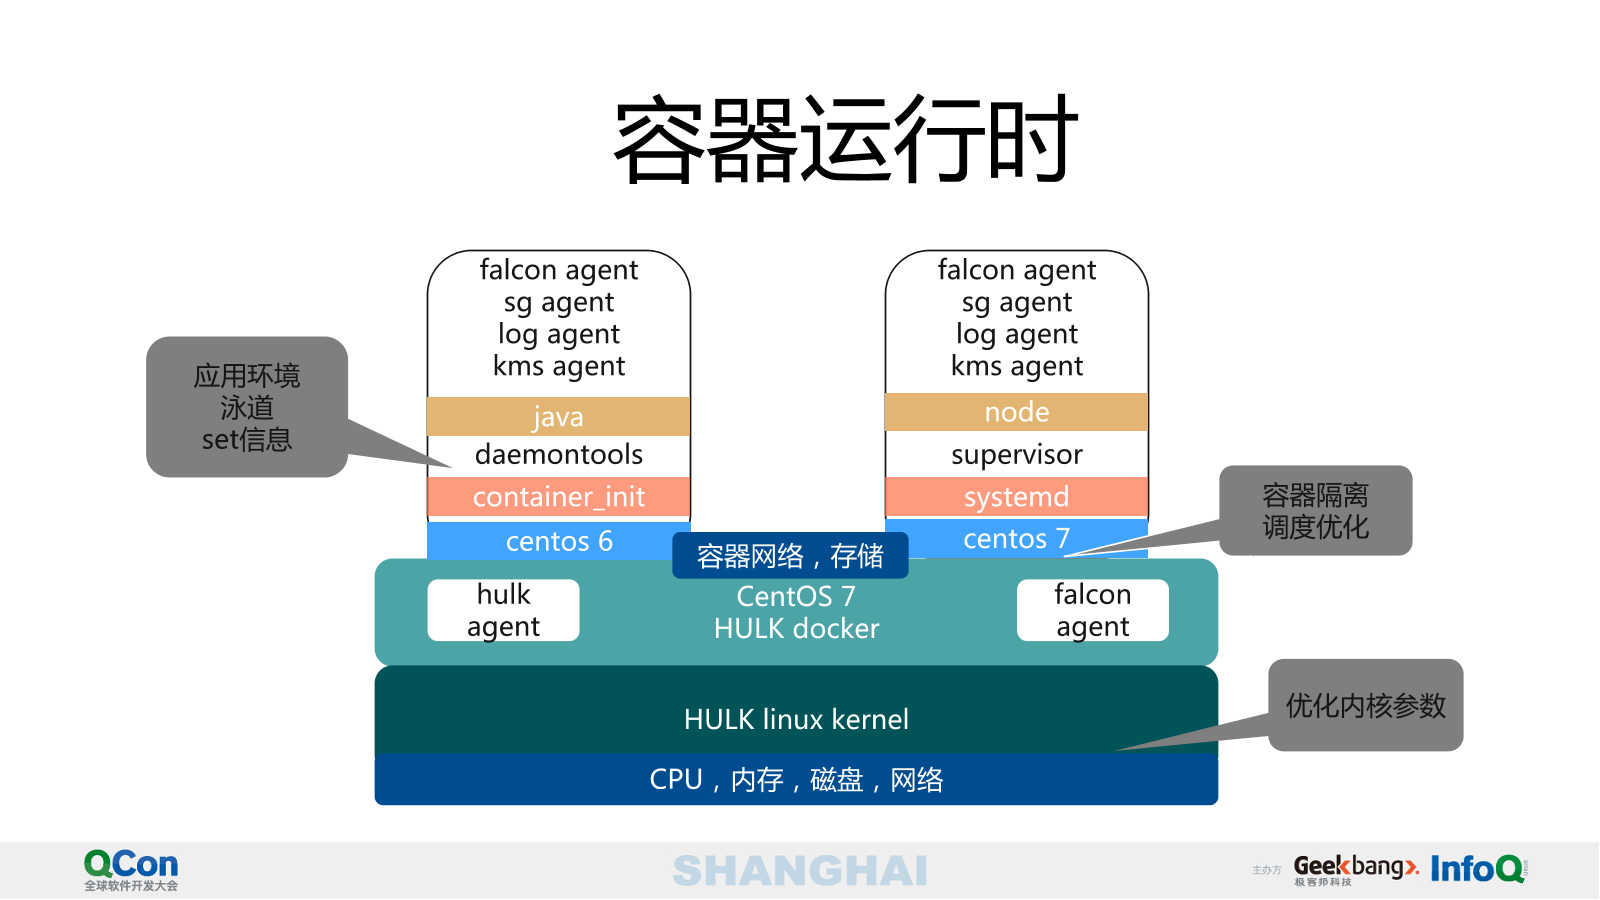 容器运行时
falcon agent
sg agent
log agent
kms agent
java
daemontools
container_init
centos 6
falcon agent
sg agent
log agent
kms agent
node
supervisor
systemd
centos 7
应用环境
泳道
set信息
容器隔离
调度优化
容器网络，存储
hulk
agent
CentOS 7
HULK docker
falcon
agent
HULK linux kernel
优化内核参数
CPU，内存，磁盘，网络
QCon
全球软件开发大会
SHANGHAI
主办方
Geekbang
极客邦科技
InfoQ